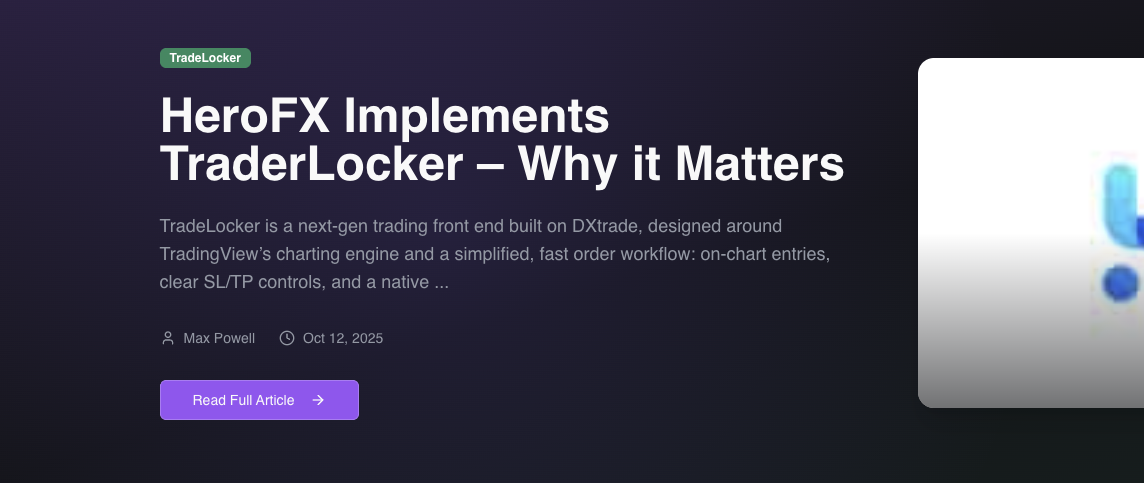 TradeLocker
HeroFX Implements
TraderLocker – Why it Matters
TradeLocker is a next-gen trading front end built on DXtrade, designed around
TradingView’s charting engine and a simplified, fast order workflow: on-chart entries,
clear SL/TP controls, and a native ...
Max Powell Oct 12, 2025
Read Full Article